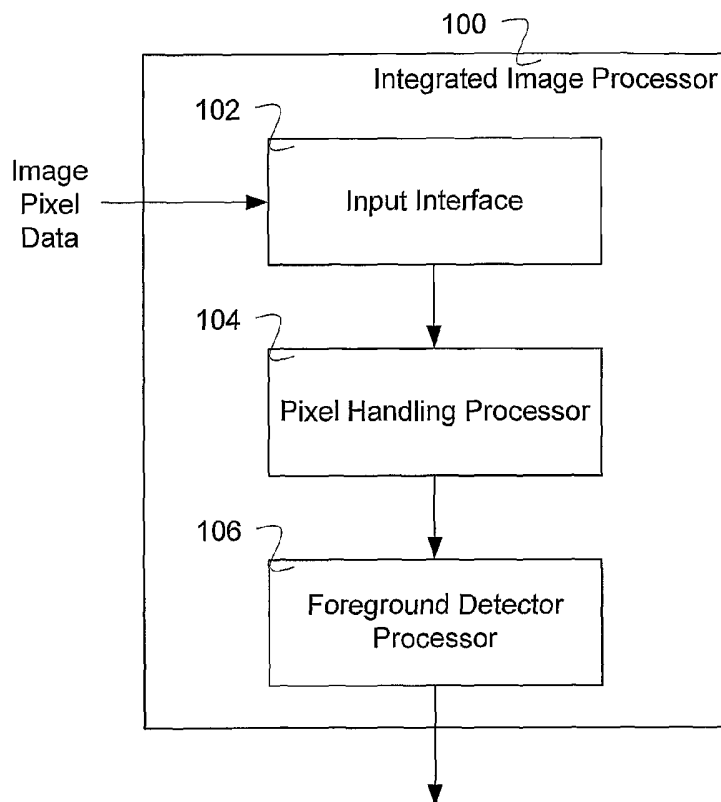 100
Integrated Image Processor
102
Image
Pixel
Data
Input Interface
104
Pixel Handling Processor
106
Foreground Detector
Processor